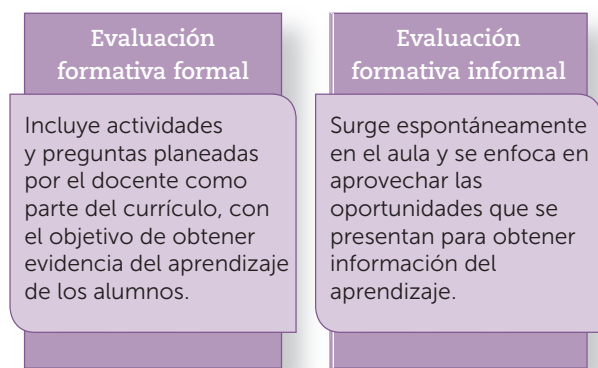 Evaluación
formativa formal
Incluye actividades
y preguntas planeadas
por el docente como
parte del currículo, con
el objetivo de obtener
evidencia del aprendizaje
de los alumnos.
Evaluación
formativa informal
Surge espontáneamente
en el aula y se enfoca en
aprovechar las
oportunidades que se
presentan para obtener
información del
aprendizaje.